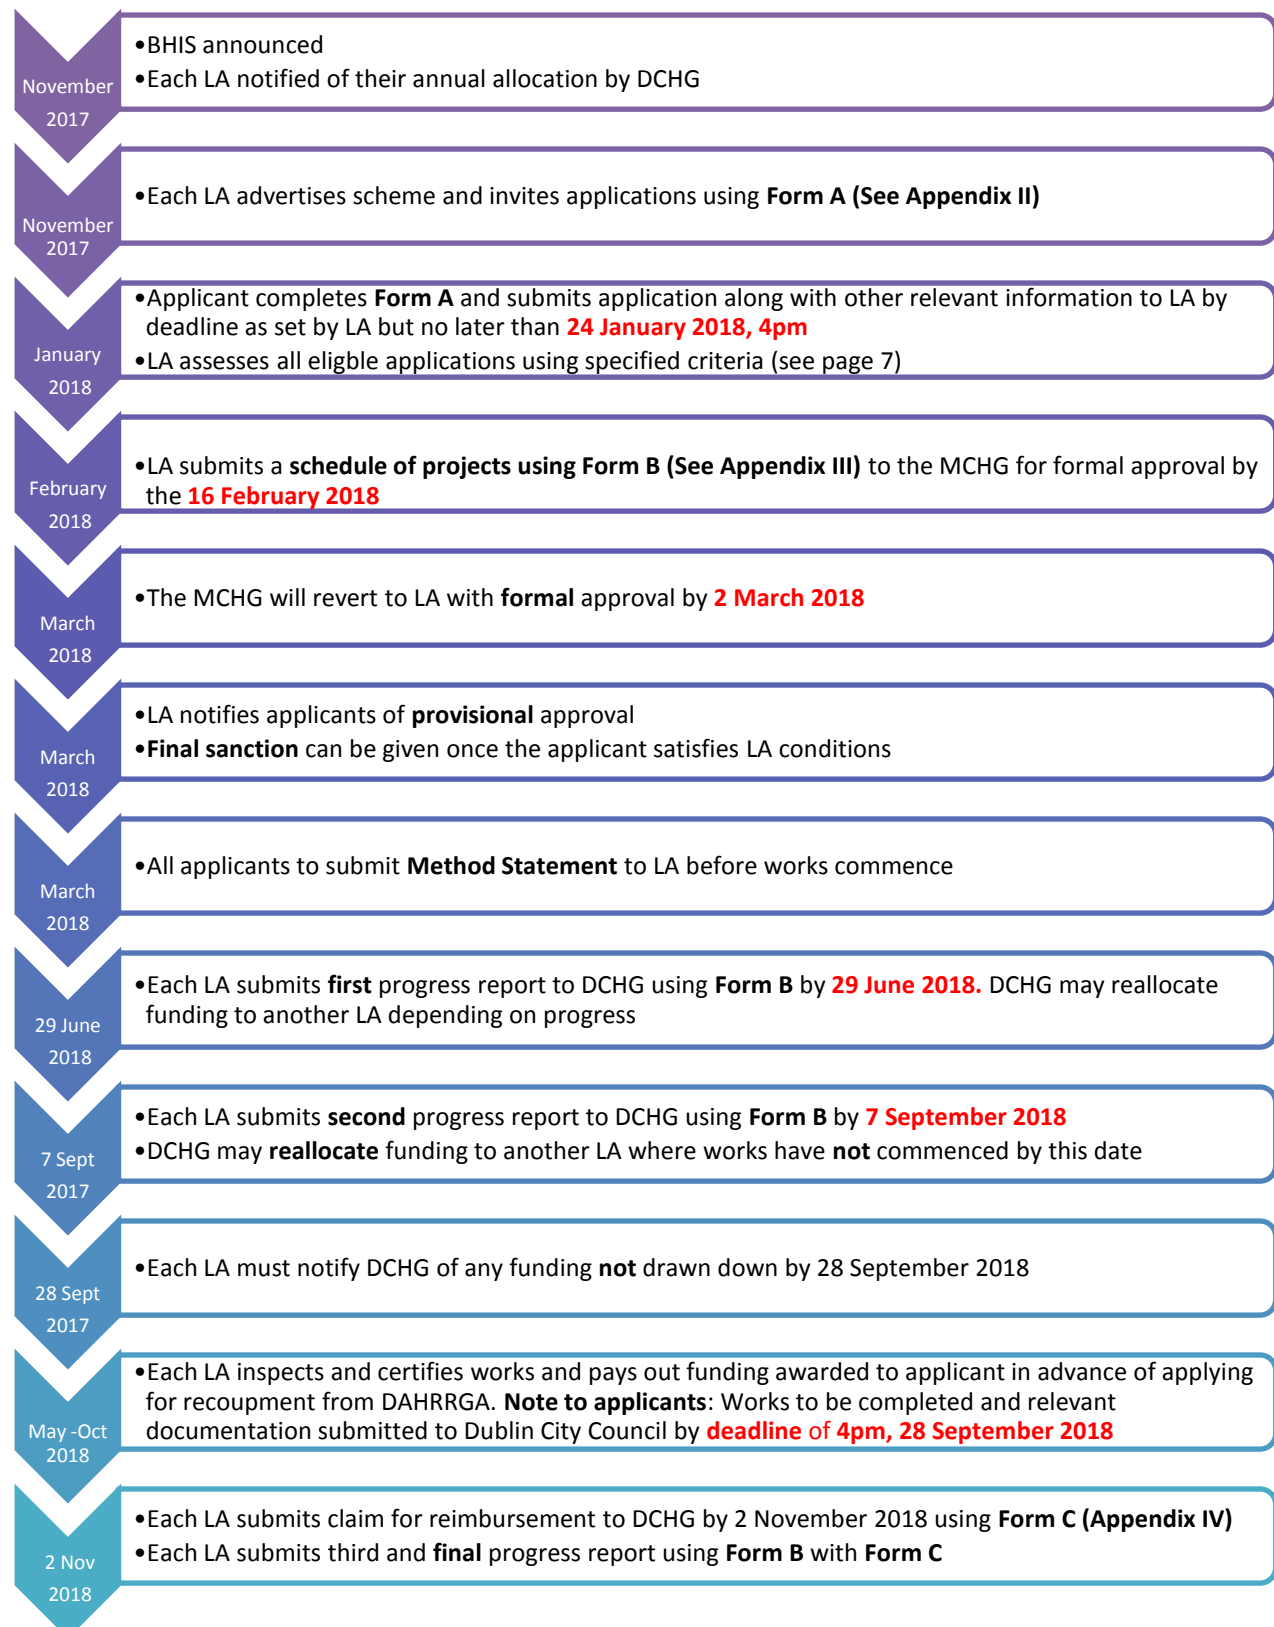 November
2017
•BHIS announced
•Each LA notified of their annual allocation by DCHG
November
2017
•Each LA advertises scheme and invites applications using Form A (See Appendix II)
January
2018
•Applicant completes Form A and submits application along with other relevant information to LA by
deadline as set by LA but no later than 24 January 2018, 4pm
•LA assesses all eligble applications using specified criteria (see page 7)
February
2018
•LA submits a schedule of projects using Form B (See Appendix III) to the MCHG for formal approval by
the 16 February 2018
March
2018
•The MCHG will revert to LA with formal approval by 2 March 2018
March
2018
•LA notifies applicants of provisional approval
•Final sanction can be given once the applicant satisfies LA conditions
March
2018
•All applicants to submit Method Statement to LA before works commence
29 June
2018
•Each LA submits first progress report to DCHG using Form B by 29 June 2018. DCHG may reallocate
funding to another LA depending on progress
7 Sept
2017
•Each LA submits second progress report to DCHG using Form B by 7 September 2018
•DCHG may reallocate funding to another LA where works have not commenced by this date
28 Sept
2017
•Each LA must notify DCHG of any funding not drawn down by 28 September 2018
May -Oct
2018
•Each LA inspects and certifies works and pays out funding awarded to applicant in advance of applying
for recoupment from DAHRRGA. Note to applicants: Works to be completed and relevant
documentation submitted to Dublin City Council by deadline of 4pm, 28 September 2018
2 Nov
2018
•Each LA submits claim for reimbursement to DCHG by 2 November 2018 using Form C (Appendix IV)
•Each LA submits third and final progress report using Form B with Form C